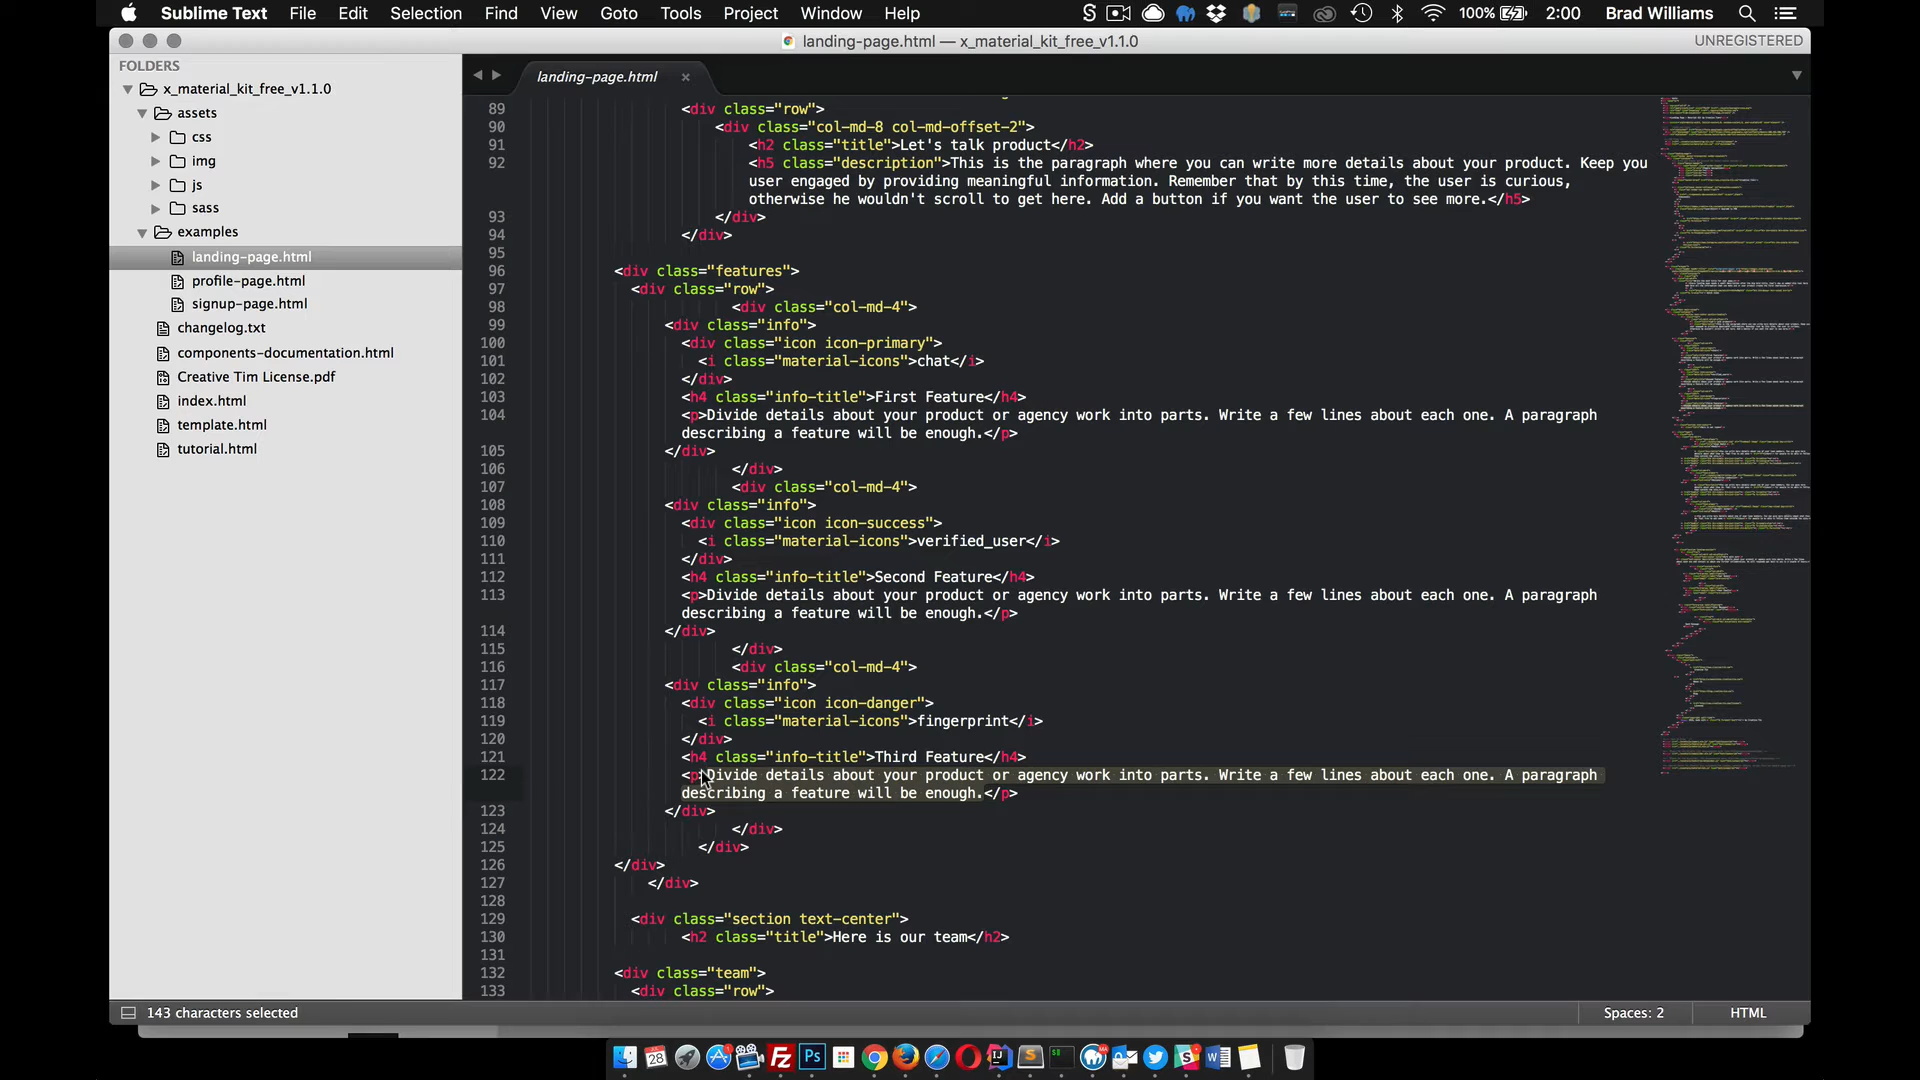 Sublime Text File Edit Selection Find View Goto Tools Project Window Help 100% 2:00 Brad Williams
landing-page.html — x_material_kit_free_v1.1.0 UNREGISTERED
FOLDERS
x_material_kit_free_v1.1.0
assets
css
img
js
sass
examples
landing-page.html
profile-page.html
signup-page.html
changelog.txt
components-documentation.html
Creative Tim License.pdf
index.html
template.html
tutorial.html
landing-page.html ×
89 <div class="row">
90 <div class="col-md-8 col-md-offset-2">
91 <h2 class="title">Let's talk product</h2>
92 <h5 class="description">This is the paragraph where you can write more details about your product. Keep you
user engaged by providing meaningful information. Remember that by this time, the user is curious,
otherwise he wouldn't scroll to get here. Add a button if you want the user to see more.</h5>
93 </div>
94 </div>
95
96 <div class="features">
97 <div class="row">
98 <div class="col-md-4">
99 <div class="info">
100 <div class="icon icon-primary">
101 <i class="material-icons">chat</i>
102 </div>
103 <h4 class="info-title">First Feature</h4>
104 <p>Divide details about your product or agency work into parts. Write a few lines about each one. A paragraph
describing a feature will be enough.</p>
105 </div>
106 </div>
107 <div class="col-md-4">
108 <div class="info">
109 <div class="icon icon-success">
110 <i class="material-icons">verified_user</i>
111 </div>
112 <h4 class="info-title">Second Feature</h4>
113 <p>Divide details about your product or agency work into parts. Write a few lines about each one. A paragraph
describing a feature will be enough.</p>
114 </div>
115 </div>
116 <div class="col-md-4">
117 <div class="info">
118 <div class="icon icon-danger">
119 <i class="material-icons">fingerprint</i>
120 </div>
121 <h4 class="info-title">Third Feature</h4>
122 <p>Divide details about your product or agency work into parts. Write a few lines about each one. A paragraph
describing a feature will be enough.</p>
123 </div>
124 </div>
125 </div>
126 </div>
127 </div>
128
129 <div class="section text-center">
130 <h2 class="title">Here is our team</h2>
131
132 <div class="team">
133 <div class="row">
143 characters selected Spaces: 2 HTML